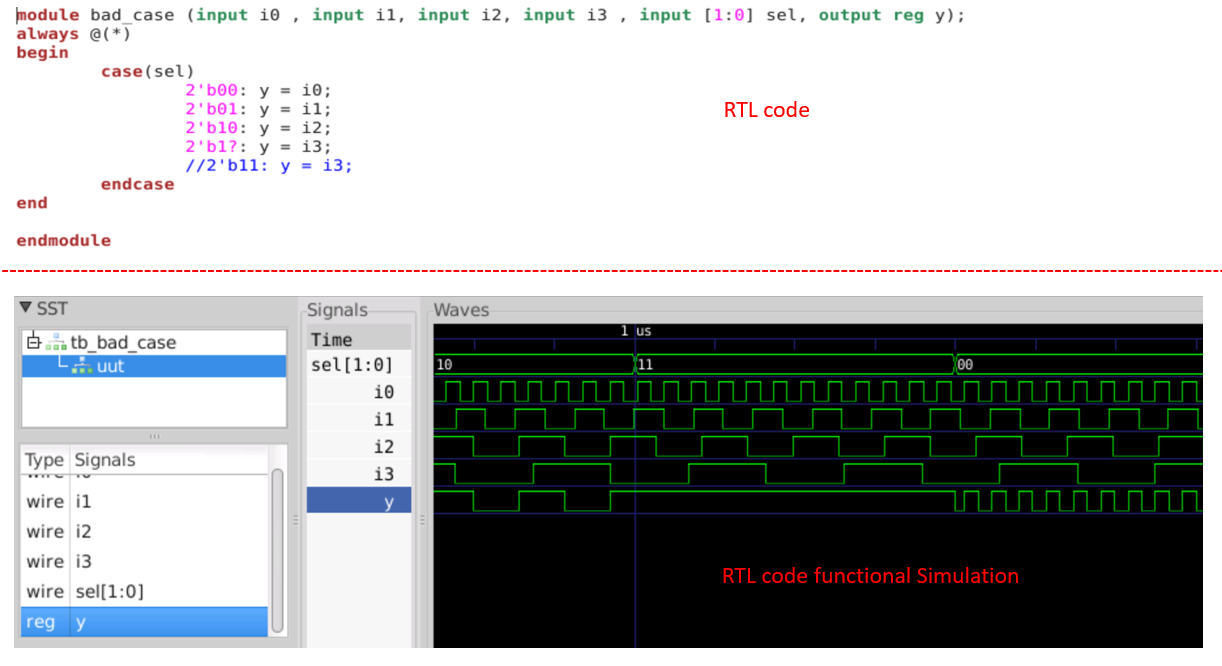 module bad_case (input i0 , input i1, input i2, input i3 , input [1:0] sel, output reg y);
always @(*)
begin
case(sel)
2'b00: y = i0;
2'b01: y = i1;
2'b10: y = i2;
2'b1?: y = i3;
//2'b11: y = i3;
endcase
end
endmodule
RTL code
SST
tb_bad_case
uut
Type Signals
wire i1
wire i2
wire i3
wire sel[1:0]
reg y
Signals
Time
sel[1:0]
i0
i1
i2
i3
y
Waves
1 us
10 11 00
RTL code functional Simulation